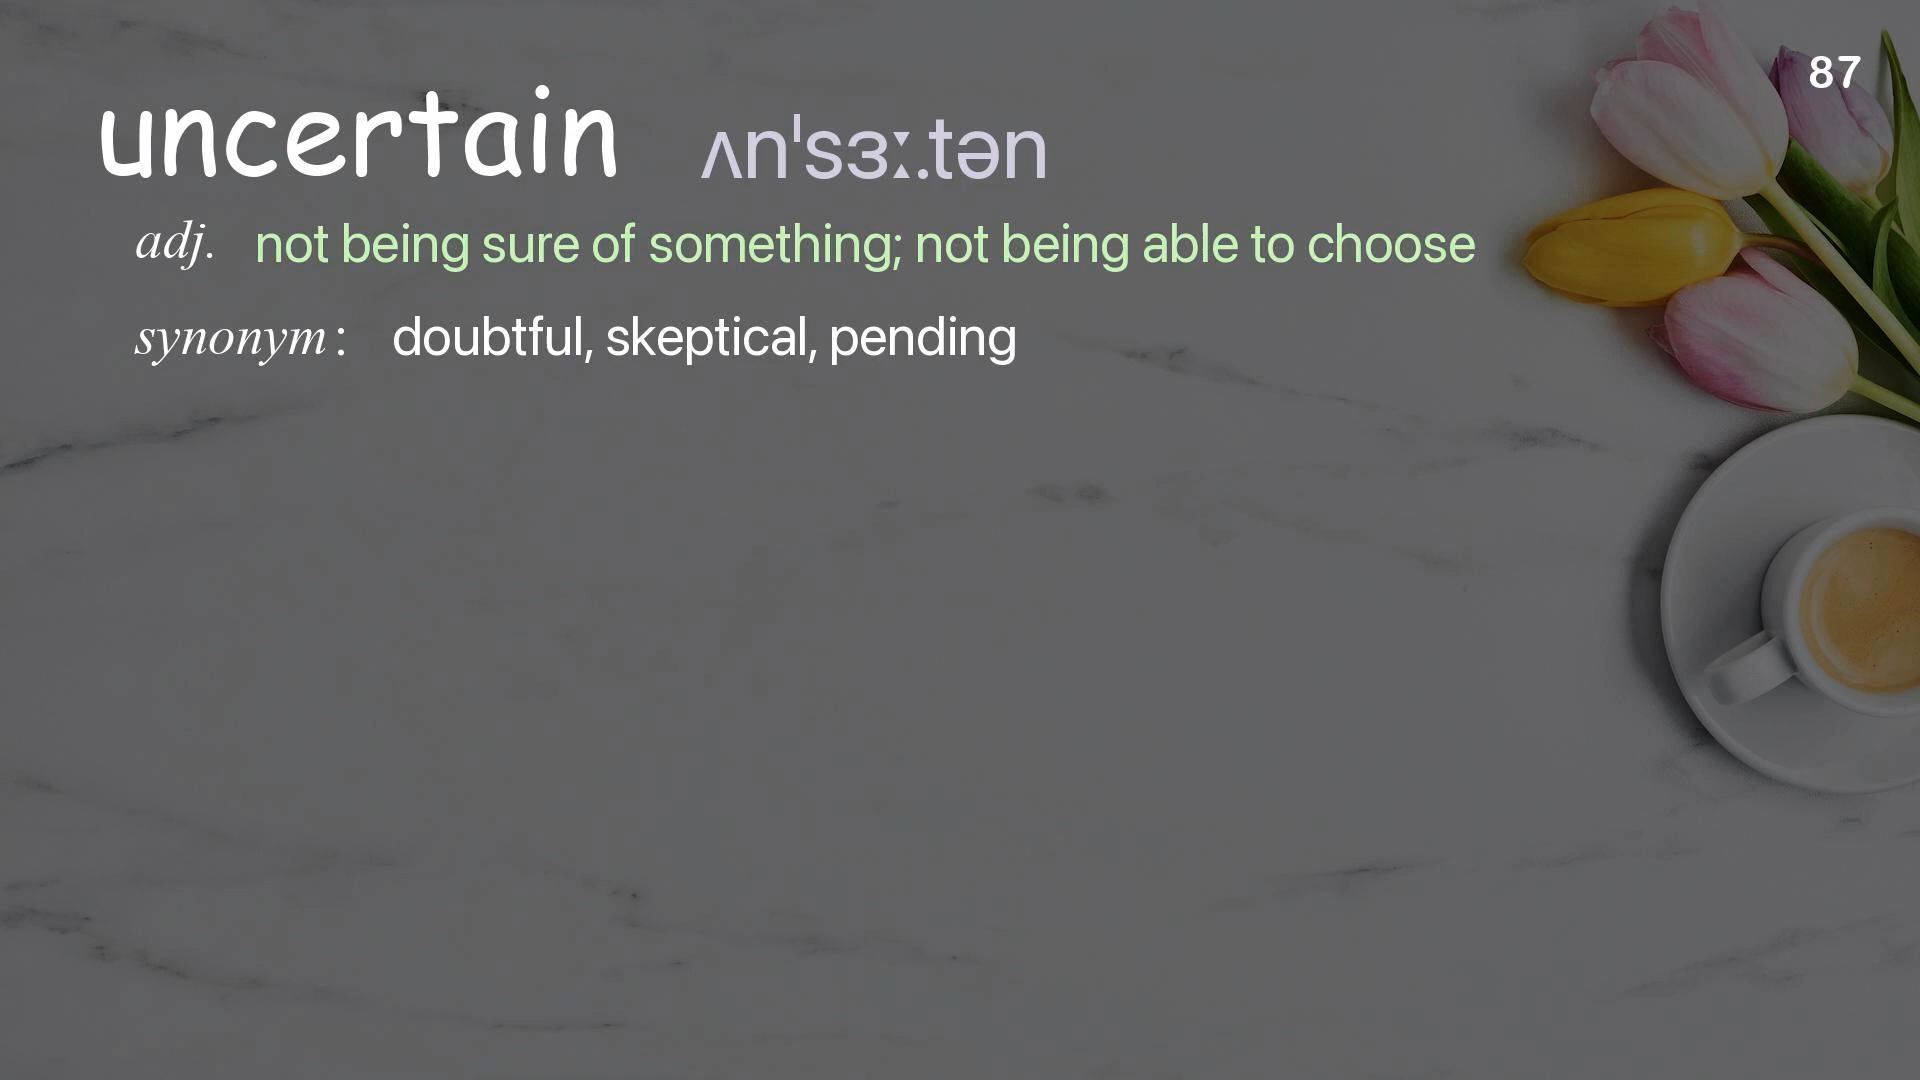 87
uncertain ʌnˈsɜː.tən
adj. not being sure of something; not being able to choose
synonym : doubtful, skeptical, pending